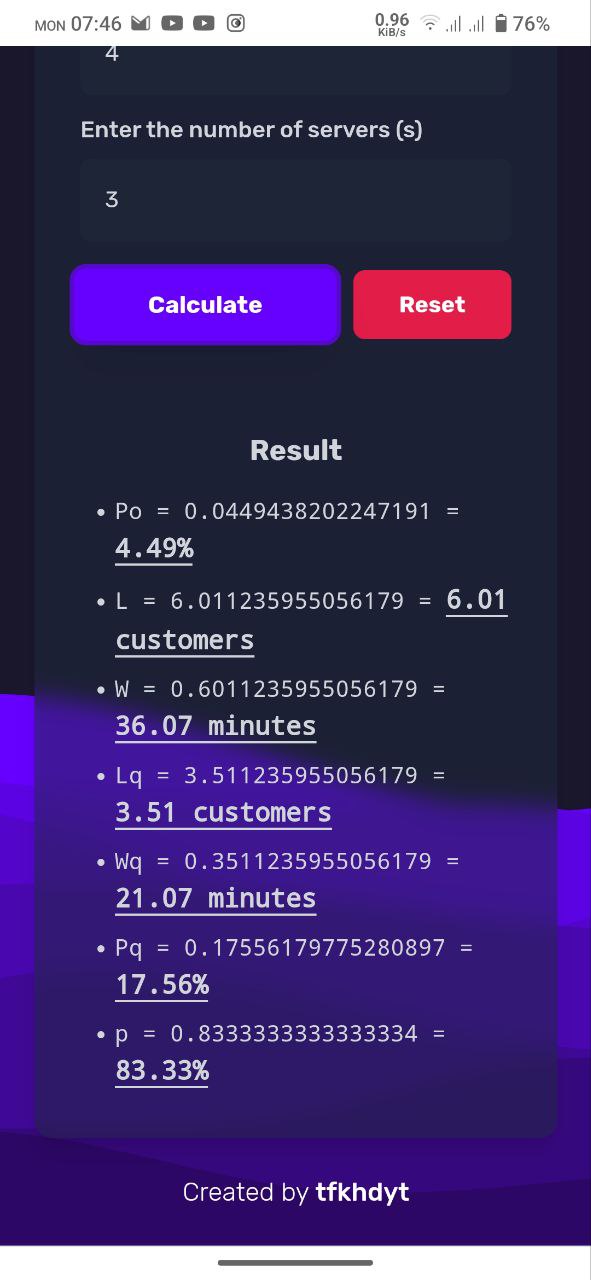 MON 07:46 0.96 KiB/s 76%
4
Enter the number of servers (s)
3
Calculate Reset
Result
• Po = 0.0449438202247191 =
4.49%
• L = 6.011235955056179 = 6.01
customers
• W = 0.6011235955056179 =
36.07 minutes
• Lq = 3.511235955056179 =
3.51 customers
• Wq = 0.3511235955056179 =
21.07 minutes
• Pq = 0.17556179775280897 =
17.56%
• p = 0.8333333333333334 =
83.33%
Created by tfkhdyt